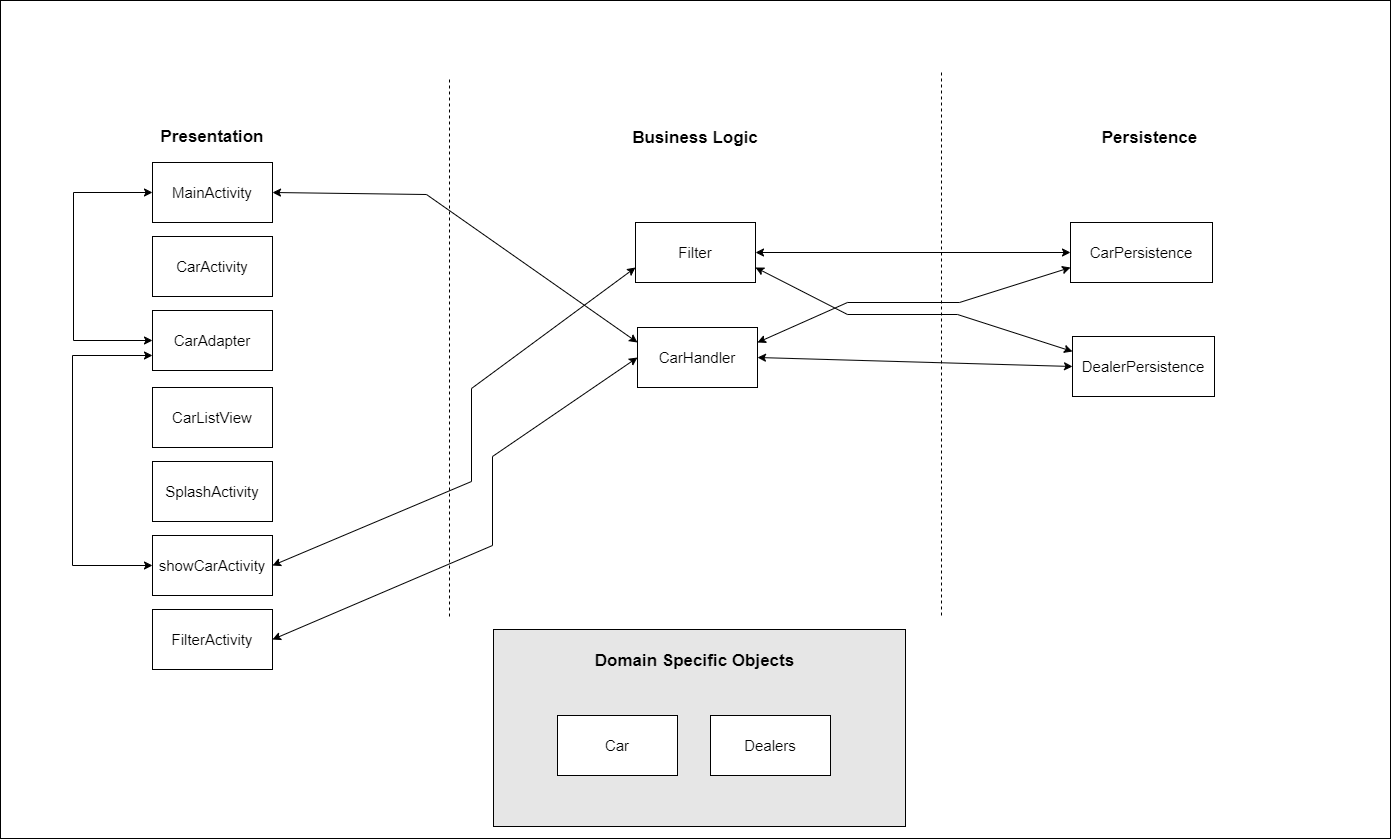 Presentation
Business Logic
Persistence
MainActivity
CarActivity
CarAdapter
CarListView
SplashActivity
showCarActivity
FilterActivity
Filter
CarHandler
CarPersistence
DealerPersistence
Domain Specific Objects
Car
Dealers